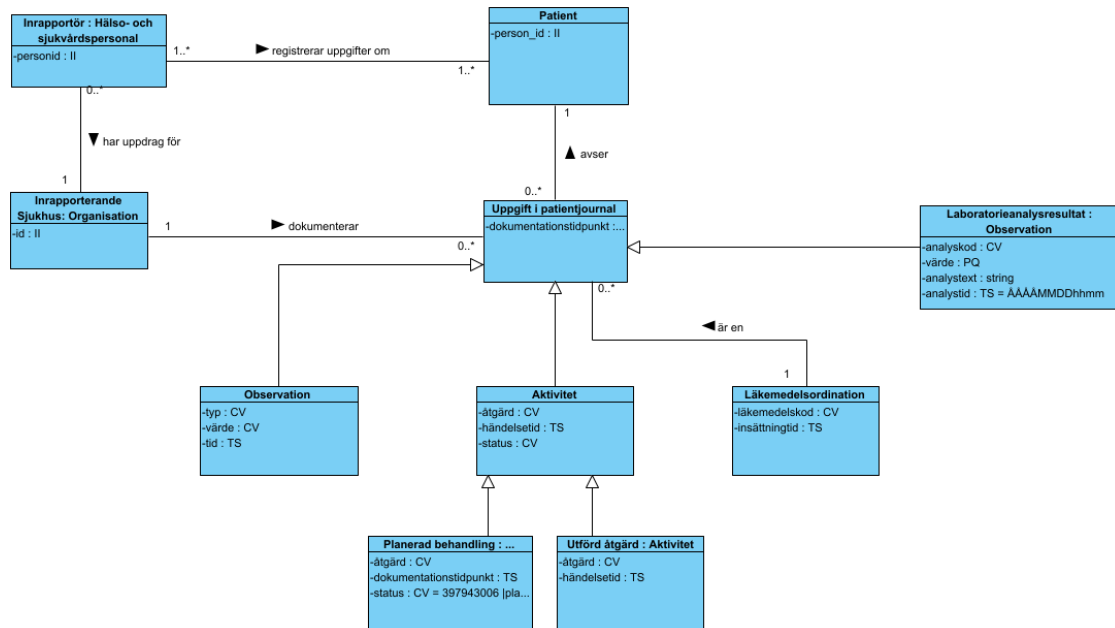 Inrapportör : Hälso- och
sjukvårdspersonal
-personid : II
Patient
-person_id : II
1..*
registrerar uppgifter om
1..*
0..*
har uppdrag för
1
1
avser
0..*
Inrapporterande
Sjukhus: Organisation
-id : II
1
dokumenterar
0..*
Uppgift i patientjournal
-dokumentationstidpunkt :...
Laboratorieanalysresultat :
Observation
-analyskod : CV
-värde : PQ
-analystext : string
-analystid : TS = ÅÅÅÅMMDDhhmm
0..*
är en
1
Observation
-typ : CV
-värde : CV
-tid : TS
Aktivitet
-åtgärd : CV
-händelsetid : TS
-status : CV
Läkemedelsordination
-läkemedelskod : CV
-insättningtid : TS
Planerad behandling : ...
-åtgärd : CV
-dokumentationstidpunkt : TS
-status : CV = 397943006 |pla...
Utförd åtgärd : Aktivitet
-åtgärd : CV
-händelsetid : TS